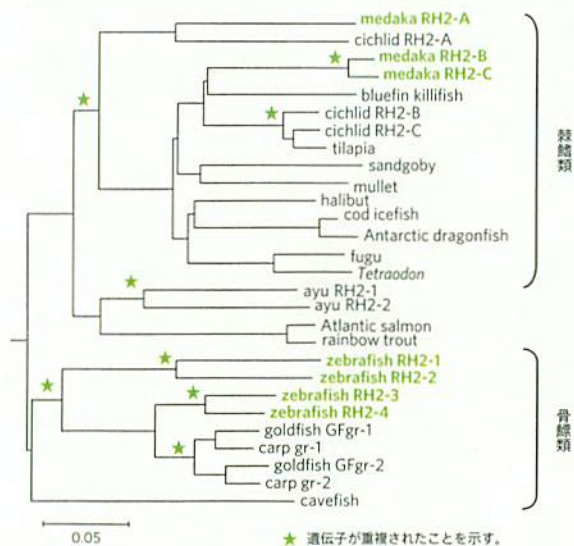 medaka RH2-A
cichlid RH2-A
medaka RH2-B
medaka RH2-C
bluefin killifish
cichlid RH2-B
cichlid RH2-C
tilapia
sandgoby
mullet
halibut
cod icefish
Antarctic dragonfish
fugu
Tetraodon
棘鰭類
ayu RH2-1
ayu RH2-2
Atlantic salmon
rainbow trout
zebrafish RH2-1
zebrafish RH2-2
zebrafish RH2-3
zebrafish RH2-4
goldfish GFgr-1
carp gr-1
goldfish GFgr-2
carp gr-2
cavefish
骨鰾類
0.05
★ 遺伝子が重複されたことを示す。